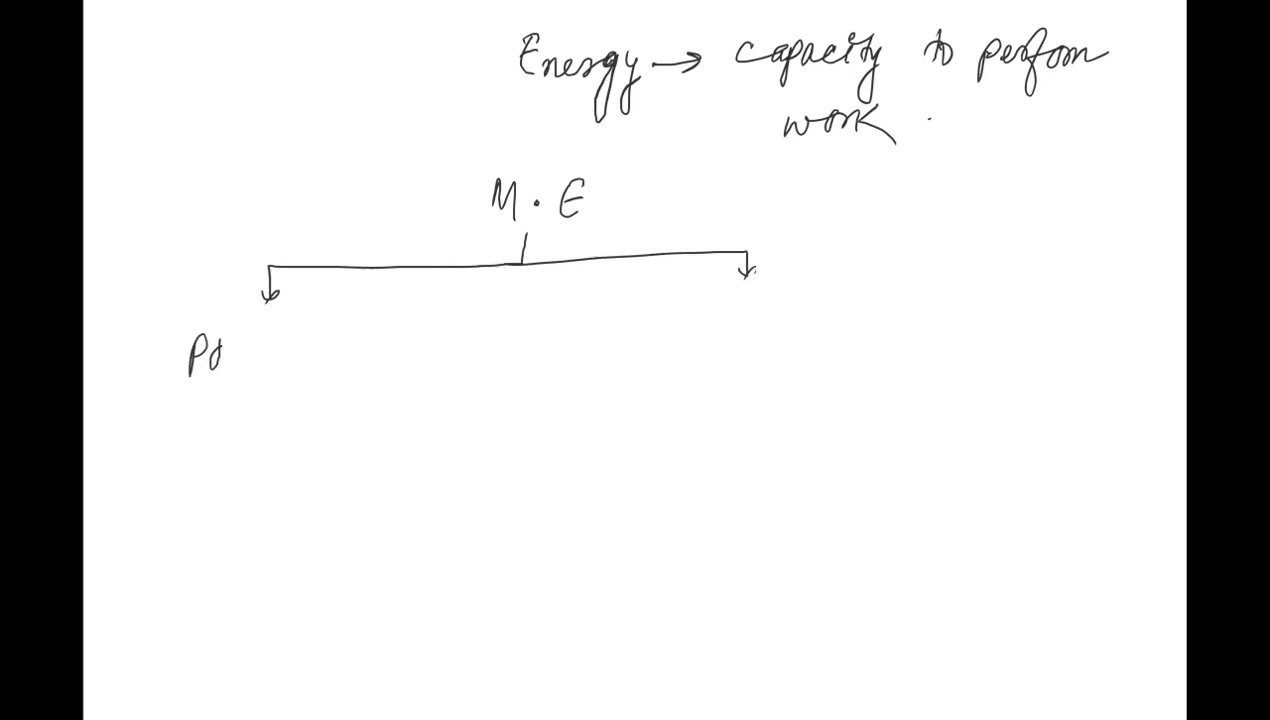 Energy → capacity to perform
work .
M . E
Po